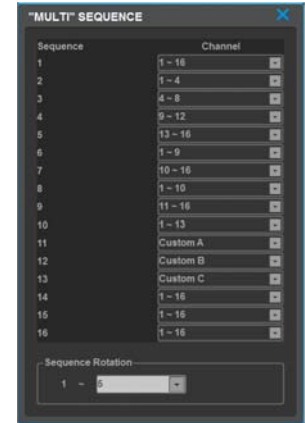 "MULTI" SEQUENCE
Sequence Channel
1 1 ~ 16
2 1 ~ 4
3 4 ~ 8
4 9 ~ 12
5 13 ~ 16
6 1 ~ 9
7 10 ~ 16
8 1 ~ 10
9 11 ~ 16
10 1 ~ 13
11 Custom A
12 Custom B
13 Custom C
14 1 ~ 16
15 1 ~ 16
16 1 ~ 16
Sequence Rotation
1 ~ 5